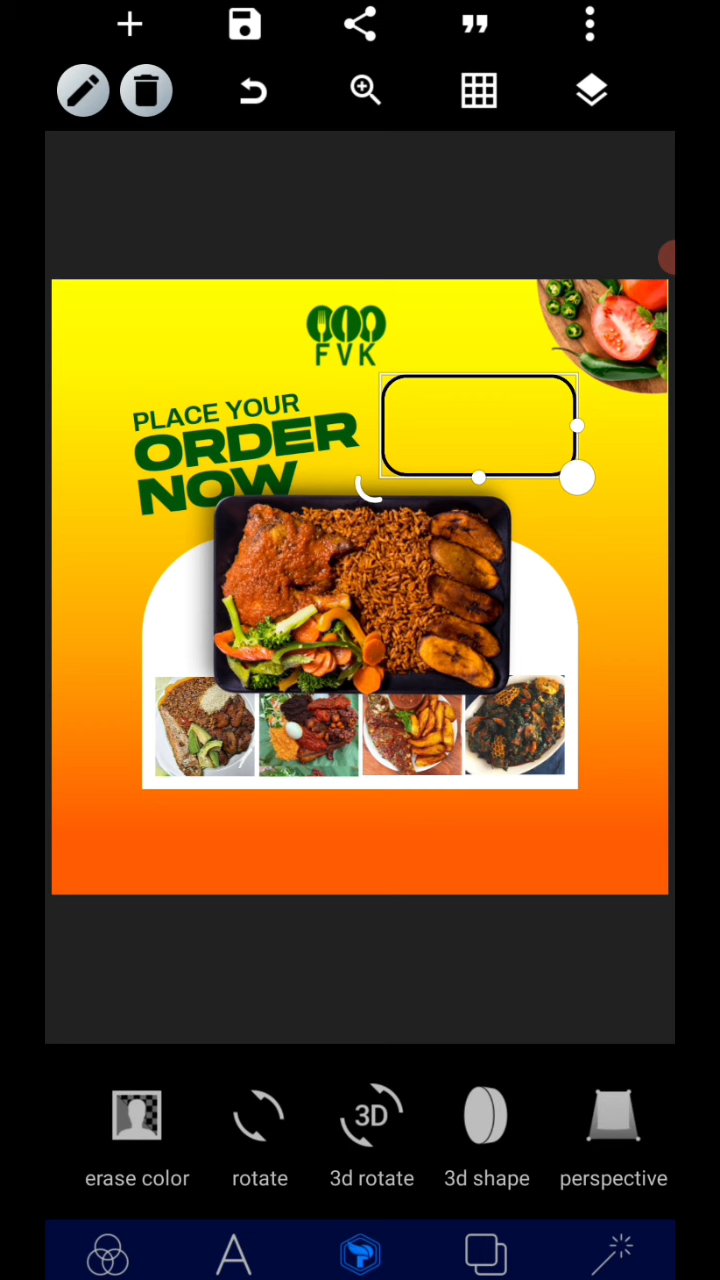 FVK
PLACE YOUR
ORDER
NOW
3D
erase color
rotate
3d rotate
3d shape
perspective